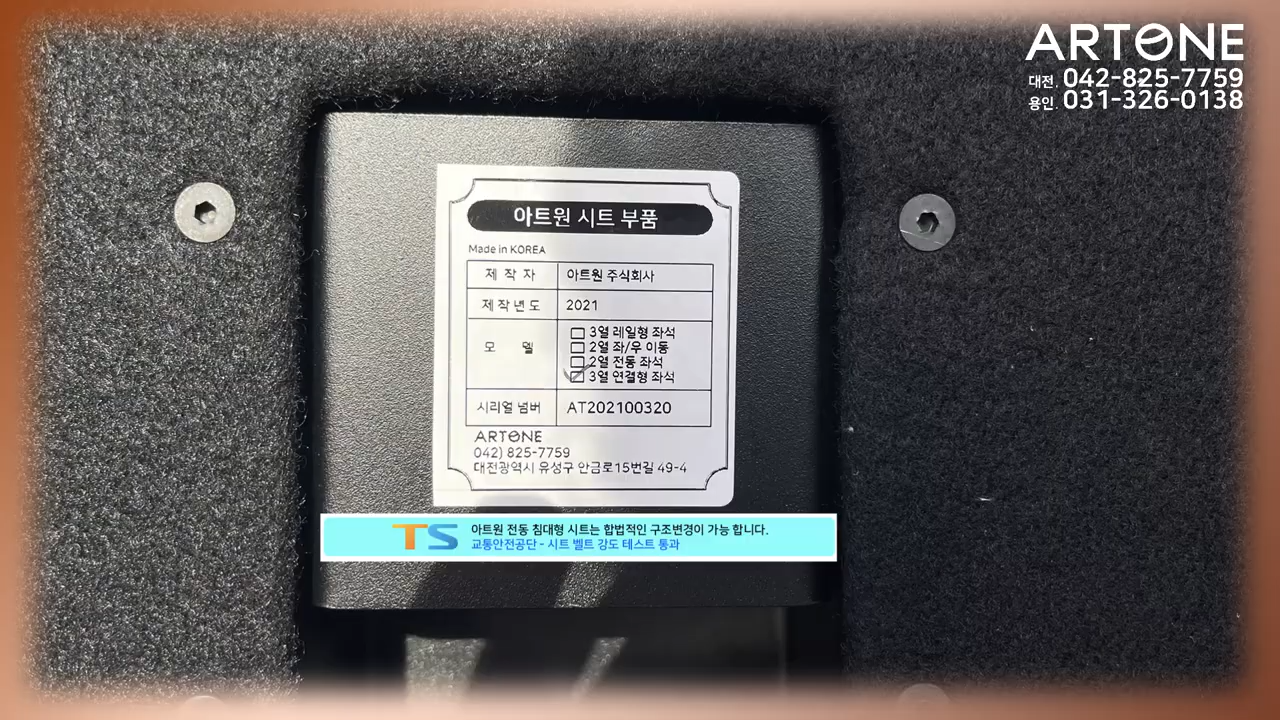 ARTONE
대전. 042-825-7759
용인. 031-326-0138
아트원 시트 부품
Made in KOREA
제 작 자 아트원 주식회사
제 작 년 도 2021
모 델
3열 레일형 좌석
2열 좌/우 이동
2열 전동 좌석
3열 연결형 좌석
시리얼 넘버 AT202100320
ARTONE
042) 825-7759
대전광역시 유성구 안금로15번길 49-4
TS
아트원 전동 침대형 시트는 합법적인 구조변경이 가능 합니다.
교통안전공단 - 시트 벨트 강도 테스트 통과